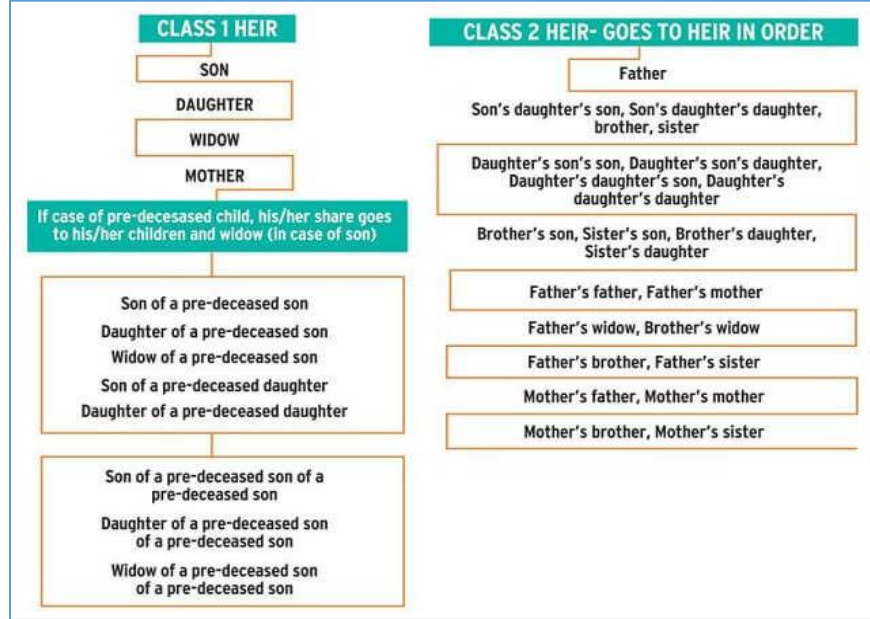 CLASS 1 HEIR
SON
DAUGHTER
WIDOW
MOTHER
If case of pre-decesased child, his/her share goes
to his/her children and widow (in case of son)
Son of a pre-deceased son
Daughter of a pre-deceased son
Widow of a pre-deceased son
Son of a pre-deceased daughter
Daughter of a pre-deceased daughter
Son of a pre-deceased son of a
pre-deceased son
Daughter of a pre-deceased son
of a pre-deceased son
Widow of a pre-deceased son
of a pre-deceased son
CLASS 2 HEIR- GOES TO HEIR IN ORDER
Father
Son's daughter's son, Son's daughter's daughter,
brother, sister
Daughter's son's son, Daughter's son's daughter,
Daughter's daughter's son, Daughter's
daughter's daughter
Brother's son, Sister's son, Brother's daughter,
Sister's daughter
Father's father, Father's mother
Father's widow, Brother's widow
Father's brother, Father's sister
Mother's father, Mother's mother
Mother's brother, Mother's sister